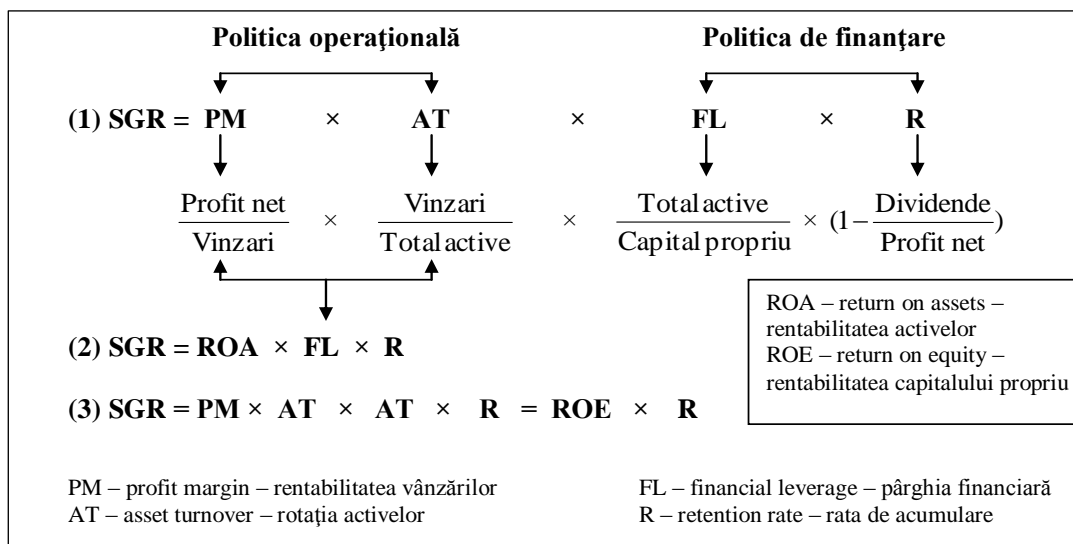 Politica operaţională Politica de finanţare
(1) SGR = PM × AT × FL × R
Profit net Vinzari Total active Dividende
× × × (1− )
Vinzari Total active Capital propriu Profit net
ROA – return on assets –
rentabilitatea activelor
ROE – return on equity –
rentabilitatea capitalului propriu
(2) SGR = ROA × FL × R
(3) SGR = PM × AT × AT × R = ROE × R
PM – profit margin – rentabilitatea vânzărilor
AT – asset turnover – rotaţia activelor
FL – financial leverage – pârghia financiară
R – retention rate – rata de acumulare